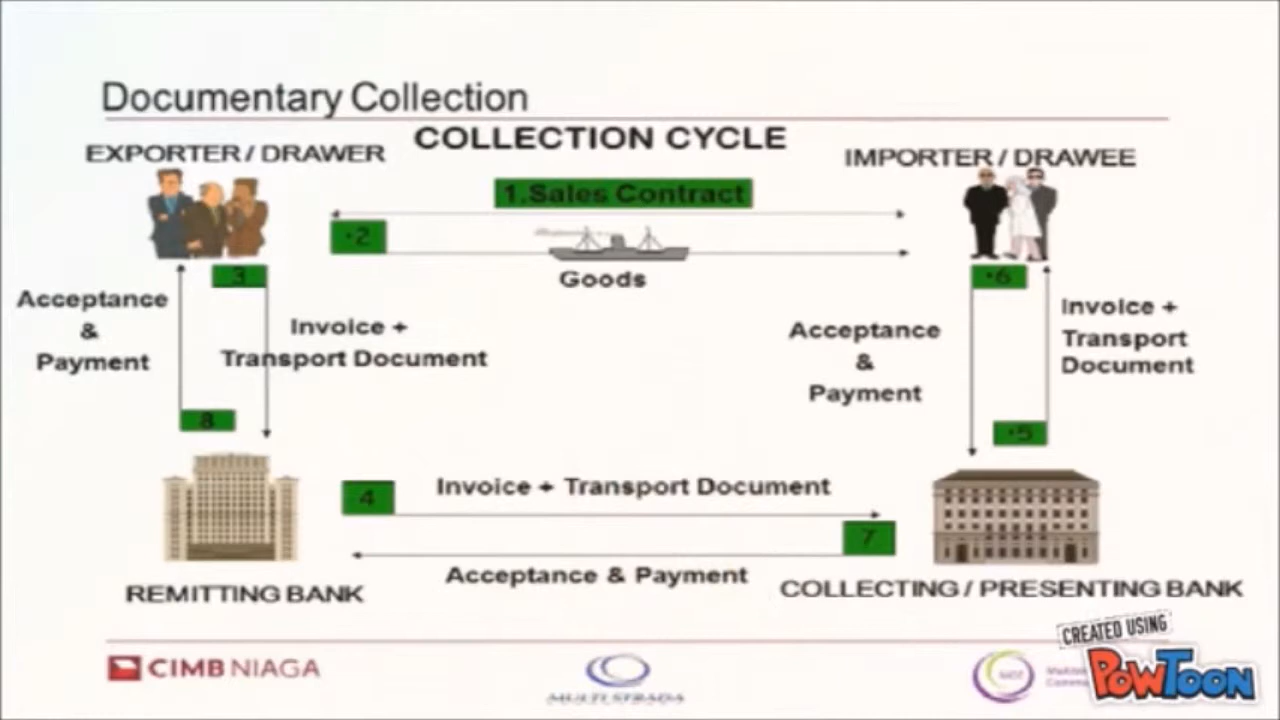 Documentary Collection
COLLECTION CYCLE
EXPORTER / DRAWER
IMPORTER / DRAWEE
1.Sales Contract
•2
Goods
3
•6
Acceptance
&
Payment
Invoice +
Transport Document
Acceptance
&
Payment
Invoice +
Transport
Document
8
•5
4
Invoice + Transport Document
7
Acceptance & Payment
REMITTING BANK
COLLECTING / PRESENTING BANK
CREATED USING
POWTOON
CIMB NIAGA
MULTISTRADA